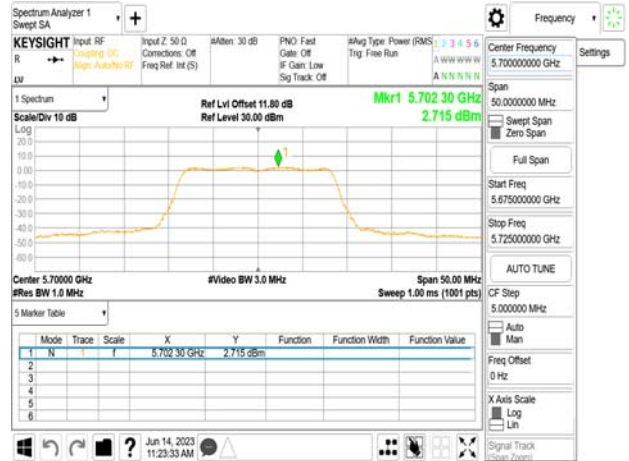 Spectrum Analyzer 1
Swept SA
Frequency
KEYSIGHT
R
Input: RF
Coupling: DC
Align: Auto/No RF
Input Z: 50 Ω
Corrections: Off
Freq Ref: Int (S)
#Atten: 30 dB
PNO: Fast
Gate: Off
IF Gain: Low
Sig Track: Off
#Avg Type: Power (RMS
Trig: Free Run
1 2 3 4 5 6
A W W W W W
A N N N N N
1 Spectrum
Scale/Div 10 dB
Ref Lvl Offset 11.80 dB
Ref Level 30.00 dBm
Mkr1 5.702 30 GHz
2.715 dBm
Log
20.0
10.0
0.00
-10.0
-20.0
-30.0
-40.0
-50.0
-60.0
1
Center 5.70000 GHz
#Res BW 1.0 MHz
#Video BW 3.0 MHz
Span 50.00 MHz
Sweep 1.00 ms (1001 pts)
5 Marker Table
Mode Trace Scale X Y Function Function Width Function Value
1 N 1 f 5.702 30 GHz 2.715 dBm
2
3
4
5
6
Jun 14, 2023
11:23:33 AM
Settings
Center Frequency
5.700000000 GHz
Span
50.0000000 MHz
Swept Span
Zero Span
Full Span
Start Freq
5.675000000 GHz
Stop Freq
5.725000000 GHz
AUTO TUNE
CF Step
5.000000 MHz
Auto
Man
Freq Offset
0 Hz
X Axis Scale
Log
Lin
Signal Track
(Span Zoom)